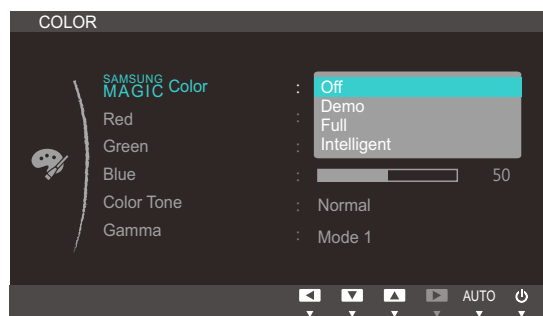 COLOR
SAMSUNG MAGIC Color :
Off
Demo
Full
Intelligent
Red :
Green :
Blue : 50
Color Tone : Normal
Gamma : Mode 1
AUTO